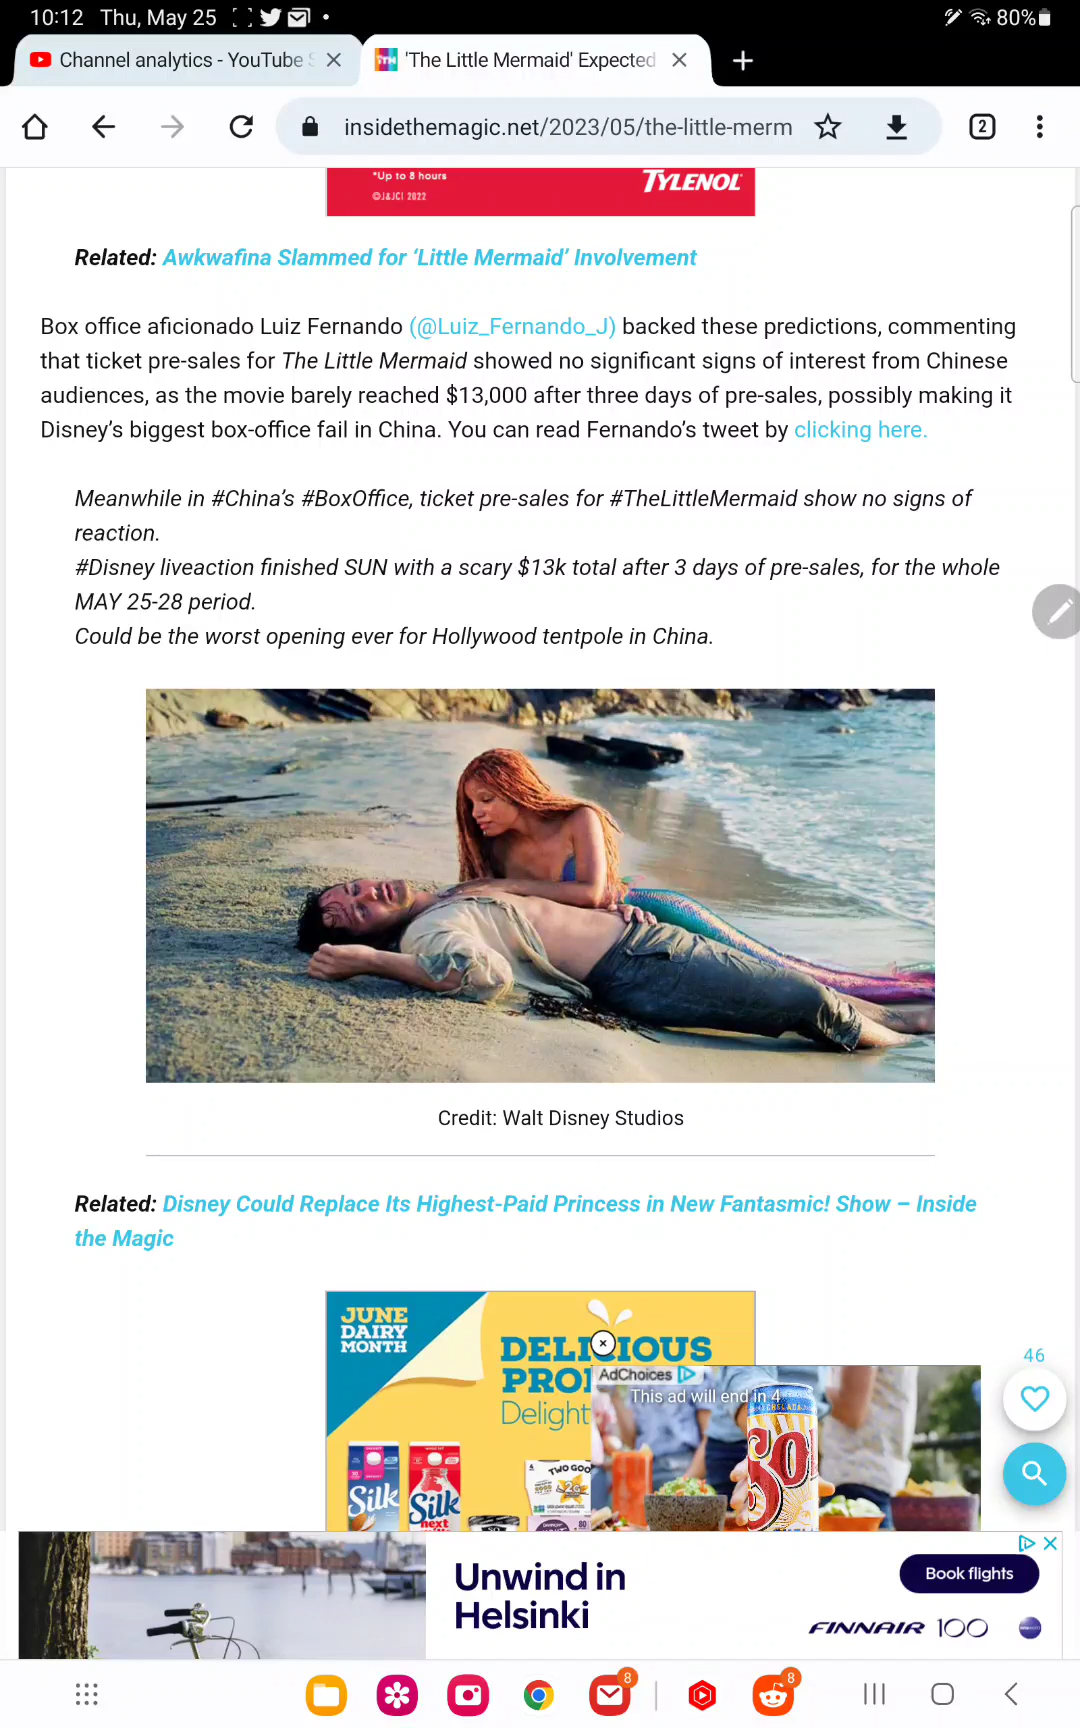 10:12 Thu, May 25
80%
Channel analytics - YouTube S
'The Little Mermaid' Expected
insidethemagic.net/2023/05/the-little-merm
2
*Up to 8 hours
©J&JCI 2022
TYLENOL
Related: Awkwafina Slammed for ‘Little Mermaid’ Involvement
Box office aficionado Luiz Fernando (@Luiz_Fernando_J) backed these predictions, commenting
that ticket pre-sales for The Little Mermaid showed no significant signs of interest from Chinese
audiences, as the movie barely reached $13,000 after three days of pre-sales, possibly making it
Disney’s biggest box-office fail in China. You can read Fernando’s tweet by clicking here.
Meanwhile in #China’s #BoxOffice, ticket pre-sales for #TheLittleMermaid show no signs of
reaction.
#Disney liveaction finished SUN with a scary $13k total after 3 days of pre-sales, for the whole
MAY 25-28 period.
Could be the worst opening ever for Hollywood tentpole in China.
Credit: Walt Disney Studios
Related: Disney Could Replace Its Highest-Paid Princess in New Fantasmic! Show – Inside
the Magic
JUNE
DAIRY
MONTH
DELICIOUS
PRO
Delight
46
AdChoices
This ad will end in 4
CHELADA
SOL
TWO GOO
Silk
Silk
next
80
Unwind in
Helsinki
Book flights
FINNAIR 100
8
8